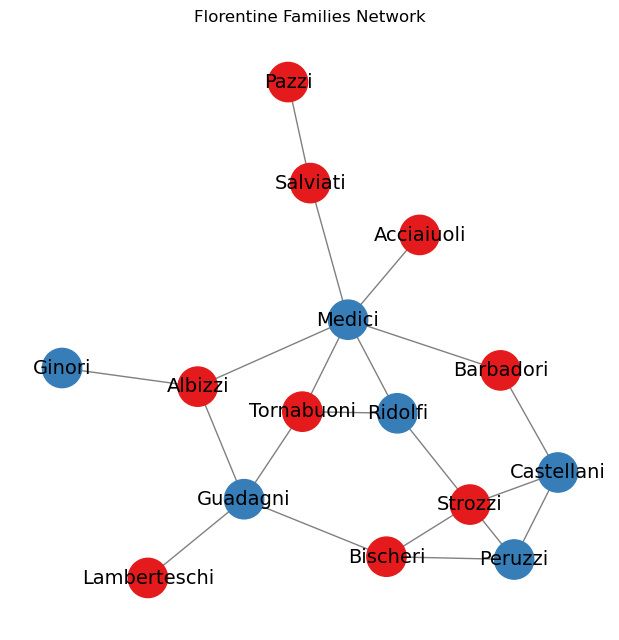 Florentine Families Network
Pazzi
Salviati
Acciaiuoli
Medici
Ginori
Barbadori
Albizzi
Tornabuoni
Ridolfi
Castellani
Guadagni
Strozzi
Bischeri
Peruzzi
Lamberteschi